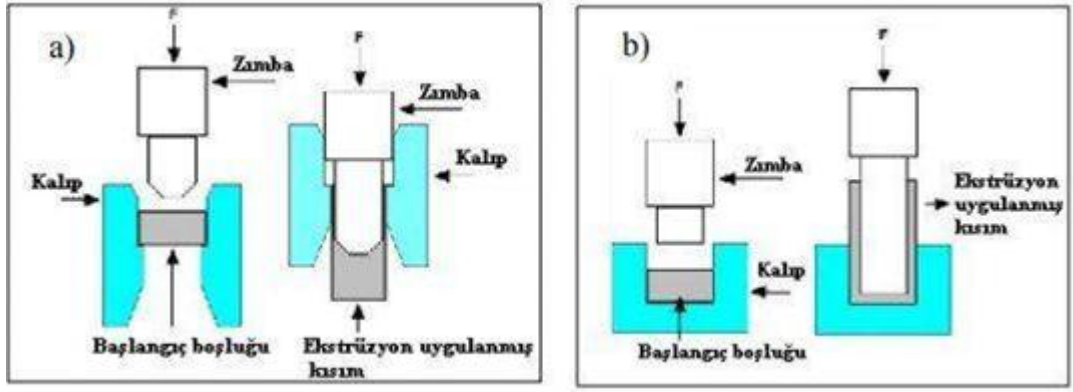 a)
F
Zımba
Kalıp
Başlangıç boşluğu
F
Zımba
Kalıp
Ekstrüzyon uygulanmış
kısım
b)
F
Zımba
Kalıp
Başlangıç boşluğu
F
Ekstrüzyon
uygulanmış
kısım